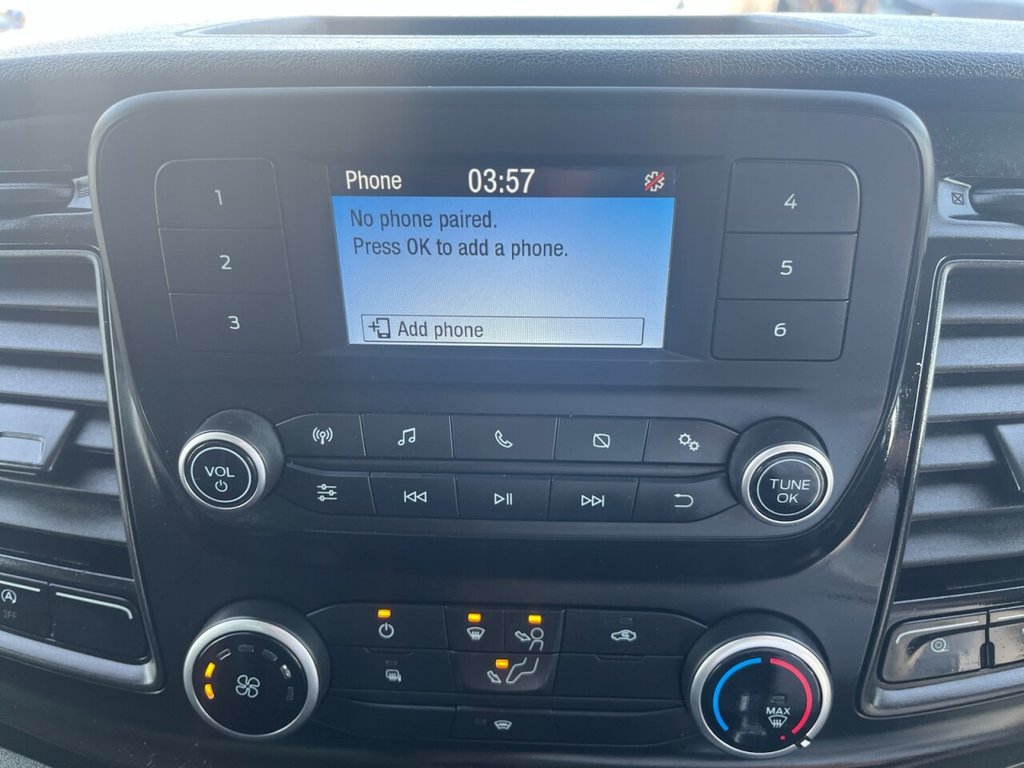 Phone 03:57
No phone paired.
Press OK to add a phone.
Add phone
1
2
3
4
5
6
VOL
TUNE
OK
A
OFF
MAX